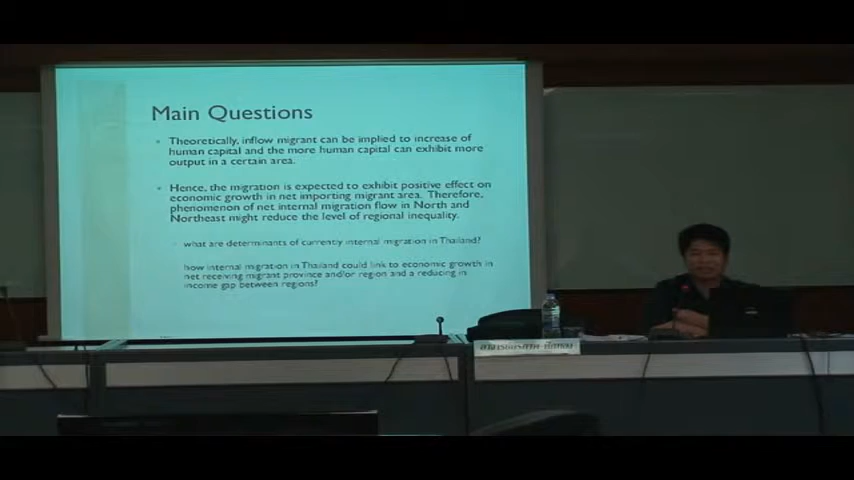 Main Questions
Theoretically, inflow migrant can be implied to increase of
human capital and the more human capital can exhibit more
output in a certain area.
Hence, the migration is expected to exhibit positive effect on
economic growth in net importing migrant area. Therefore,
phenomenon of net internal migration flow in North and
Northeast might reduce the level of regional inequality.
what are determinants of currently internal migration in Thailand?
how internal migration in Thailand could link to economic growth in
net receiving migrant province and/or region and a reducing in
income gap between regions?